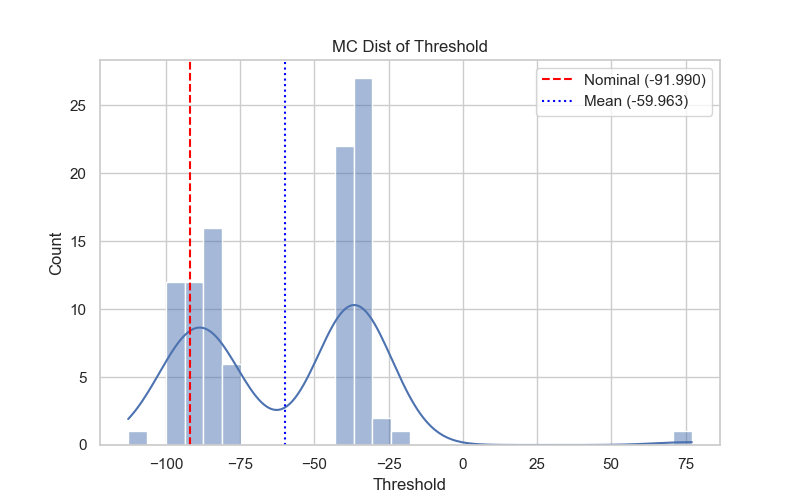 MC Dist of Threshold
Nominal (-91.990)
Mean (-59.963)
Count
25
20
15
10
5
0
−100
−75
−50
−25
0
25
50
75
Threshold